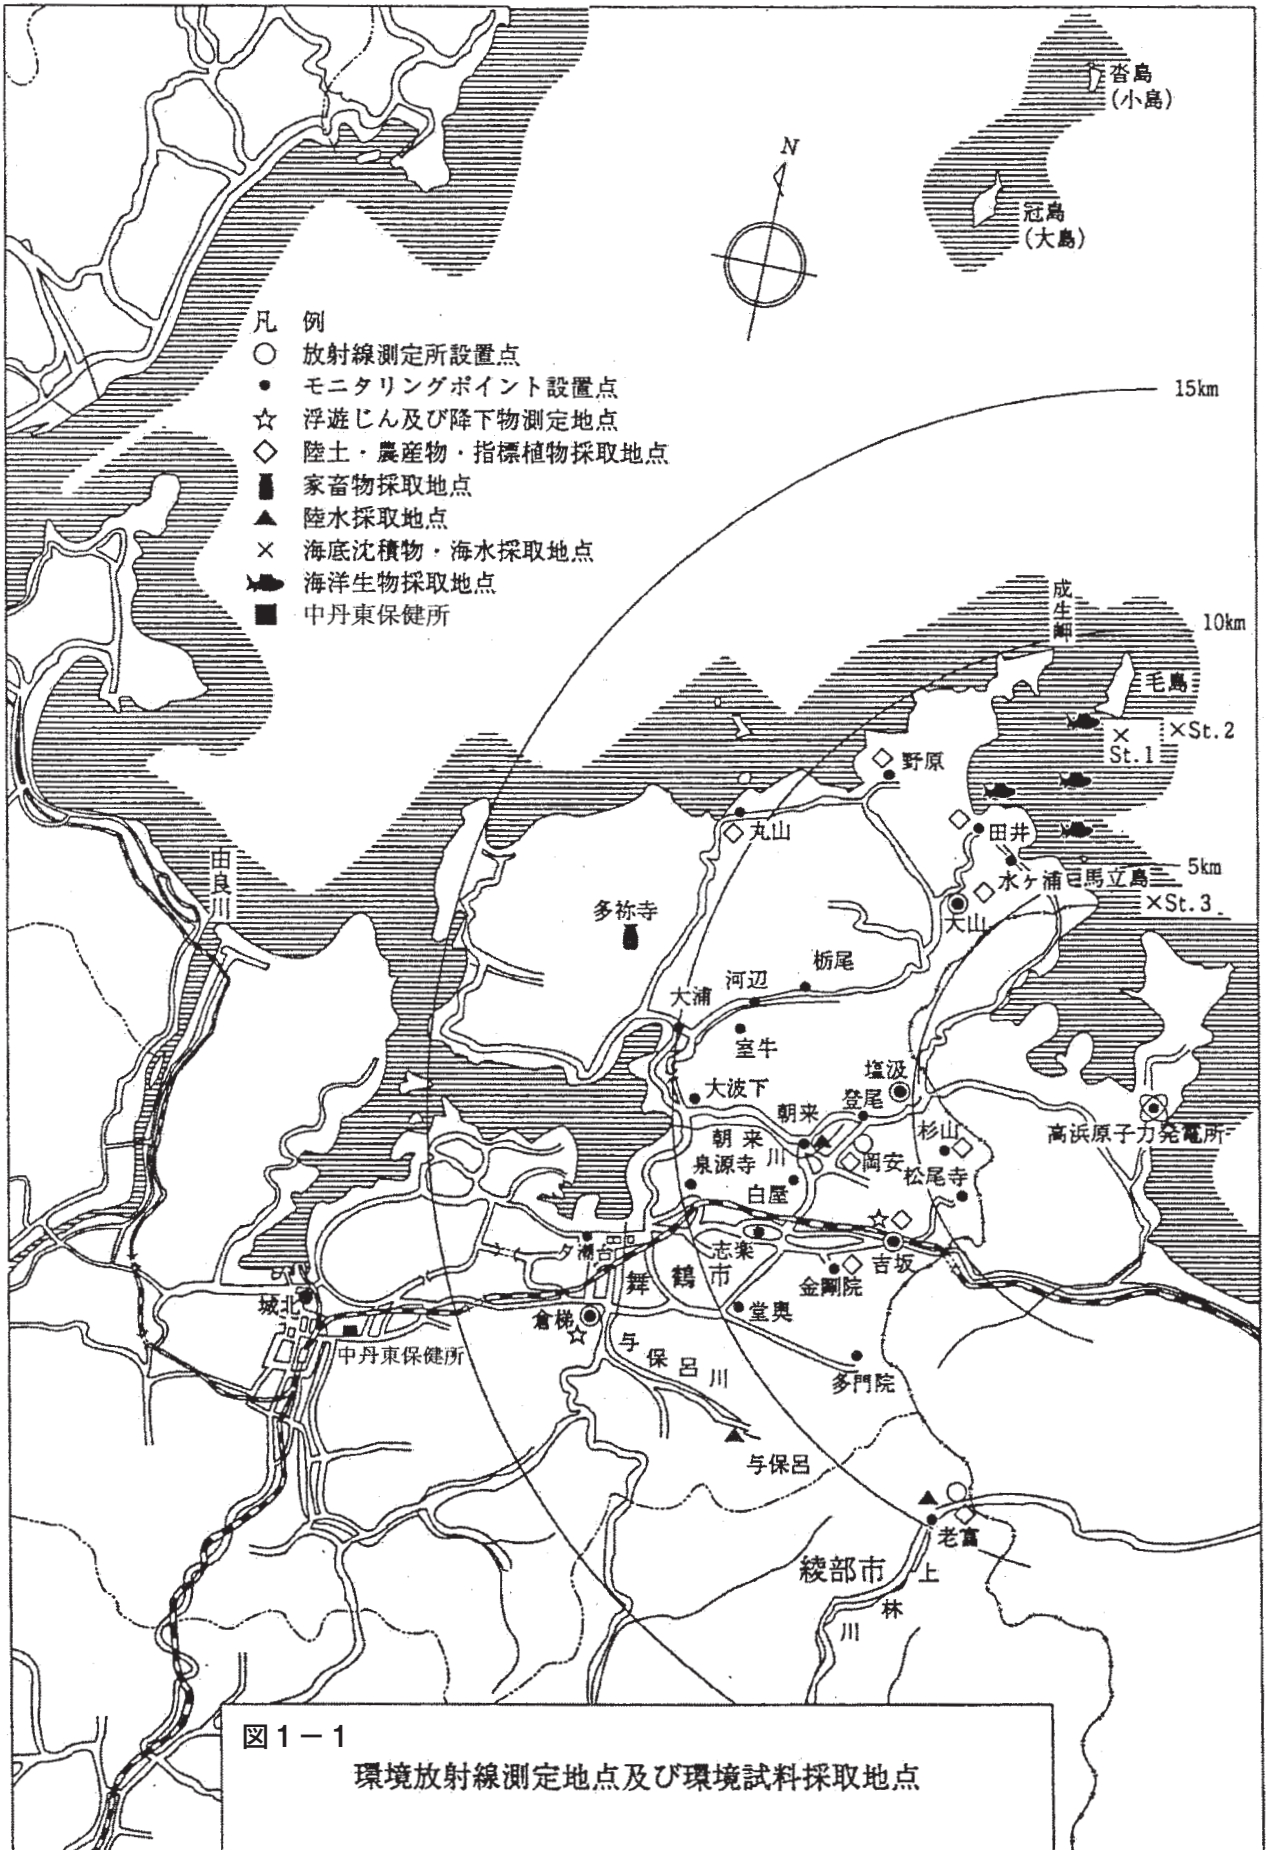 沓島
(小島)
N
冠島
(大島)
凡 例
放射線測定所設置点
15km
モニタリングポイント設置点
浮遊じん及び降下物測定地点
陸土・農産物・指標植物採取地点
家畜物採取地点
陸水採取地点
海底沈積物・海水採取地点
海洋生物採取地点
中丹東保健所
成生岬
10km
毛島
×St.2
×
St.1
野原
丸山
田井
水ヶ浦
馬立島
5km
×St.3
大山
由良川
多祢寺
栃尾
河辺
大浦
室牛
塩汲
大波下
登尾
朝来
朝来川
杉山
高浜原子力発電所
岡安
泉源寺
白屋
松尾寺
志楽
吉坂
夕潮台
舞鶴市
金剛院
城北
倉梯
堂奥
中丹東保健所
与保呂川
多門院
与保呂
老富
綾部市
上林川
図1－1
環境放射線測定地点及び環境試料採取地点